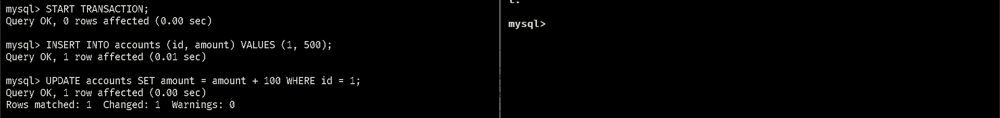 mysql> START TRANSACTION;
Query OK, 0 rows affected (0.00 sec)
mysql> INSERT INTO accounts (id, amount) VALUES (1, 500);
Query OK, 1 row affected (0.01 sec)
mysql> UPDATE accounts SET amount = amount + 100 WHERE id = 1;
Query OK, 1 row affected (0.00 sec)
Rows matched: 1  Changed: 1  Warnings: 0
mysql>